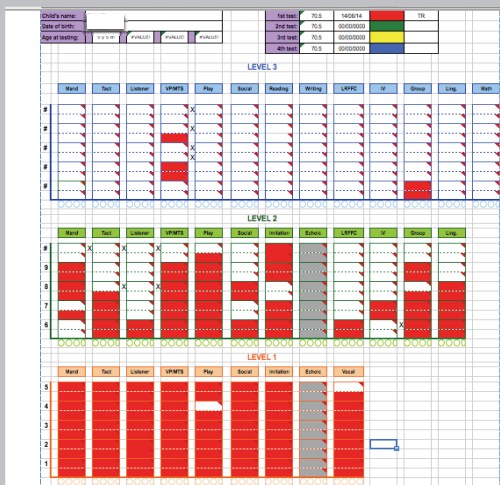 Child's name: 1st test: 70.5 14/06/14 TR
Date of birth: 2nd test: 70.5 00/00/0000
Age at testing: 5 y 5 m #VALUE! #VALUE! #VALUE! 3rd test: 70.5 00/00/0000
4th test: 70.5 00/00/0000
LEVEL 3
Mand Tact Listener VP/MTS Play Social Reading Writing LRFFC IV Group Ling. Math
# X
# X
# X
X
#
#
LEVEL 2
Mand Tact Listener VP/MTS Play Social Imitation Echoic LRFFC IV Group Ling.
# X X X
9
8 X X
7
6 X
LEVEL 1
Mand Tact Listener VP/MTS Play Social Imitation Echoic Vocal
5
4
3
2
1